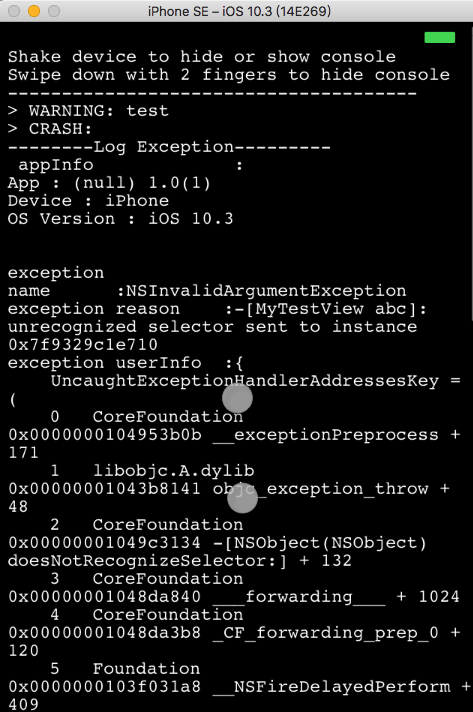 iPhone SE – iOS 10.3 (14E269)
Shake device to hide or show console
Swipe down with 2 fingers to hide console
--------------------------------------
> WARNING: test
> CRASH:
--------Log Exception---------
appInfo :
App : (null) 1.0(1)
Device : iPhone
OS Version : iOS 10.3
exception
name :NSInvalidArgumentException
exception reason :-[MyTestView abc]:
unrecognized selector sent to instance
0x7f9329c1e710
exception userInfo :{
UncaughtExceptionHandlerAddressesKey =
(
0 CoreFoundation
0x0000000104953b0b __exceptionPreprocess +
171
1 libobjc.A.dylib
0x00000001043b8141 objc_exception_throw +
48
2 CoreFoundation
0x00000001049c3134 -[NSObject(NSObject)
doesNotRecognizeSelector:] + 132
3 CoreFoundation
0x00000001048da840 ___forwarding___ + 1024
4 CoreFoundation
0x00000001048da3b8 _CF_forwarding_prep_0 +
120
5 Foundation
0x0000000103f031a8 __NSFireDelayedPerform +
409